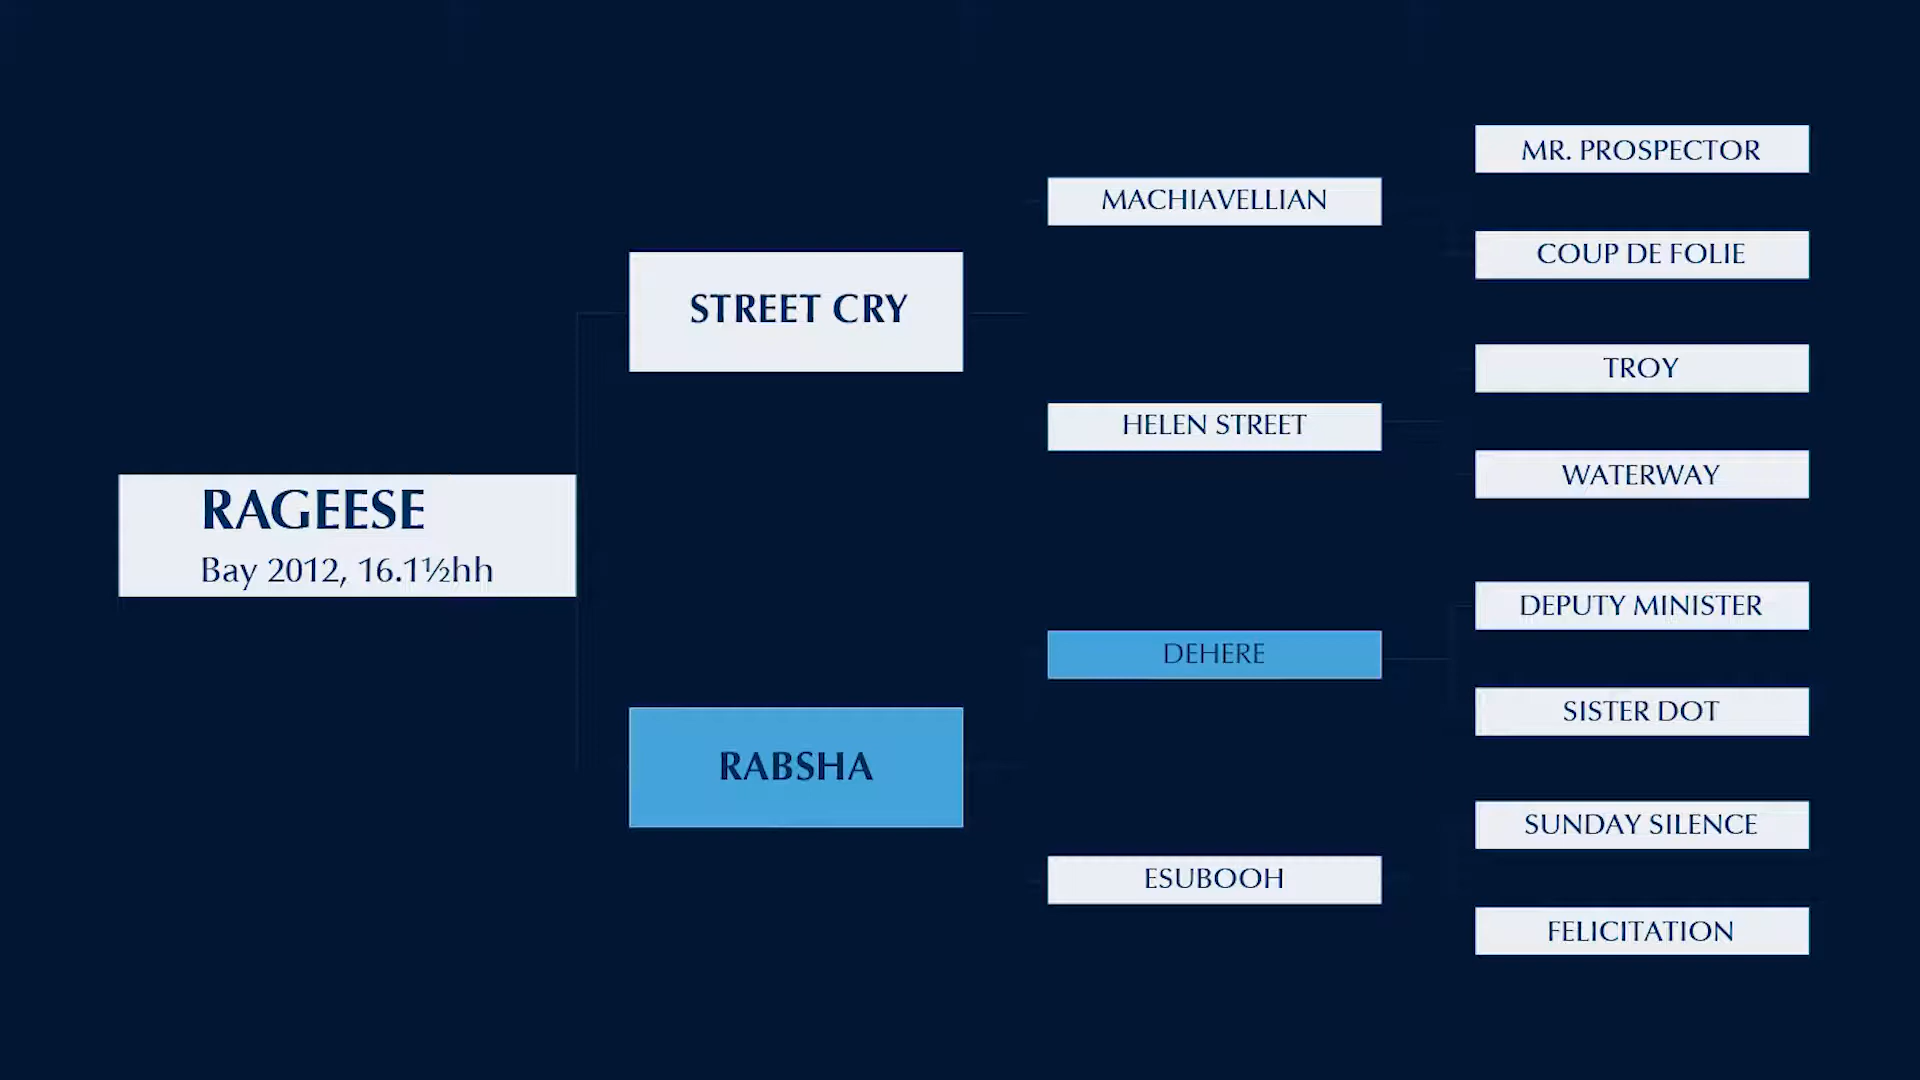 RAGEESE
Bay 2012, 16.1½hh
STREET CRY
RABSHA
MACHIAVELLIAN
HELEN STREET
DEHERE
ESUBOOH
MR. PROSPECTOR
COUP DE FOLIE
TROY
WATERWAY
DEPUTY MINISTER
SISTER DOT
SUNDAY SILENCE
FELICITATION